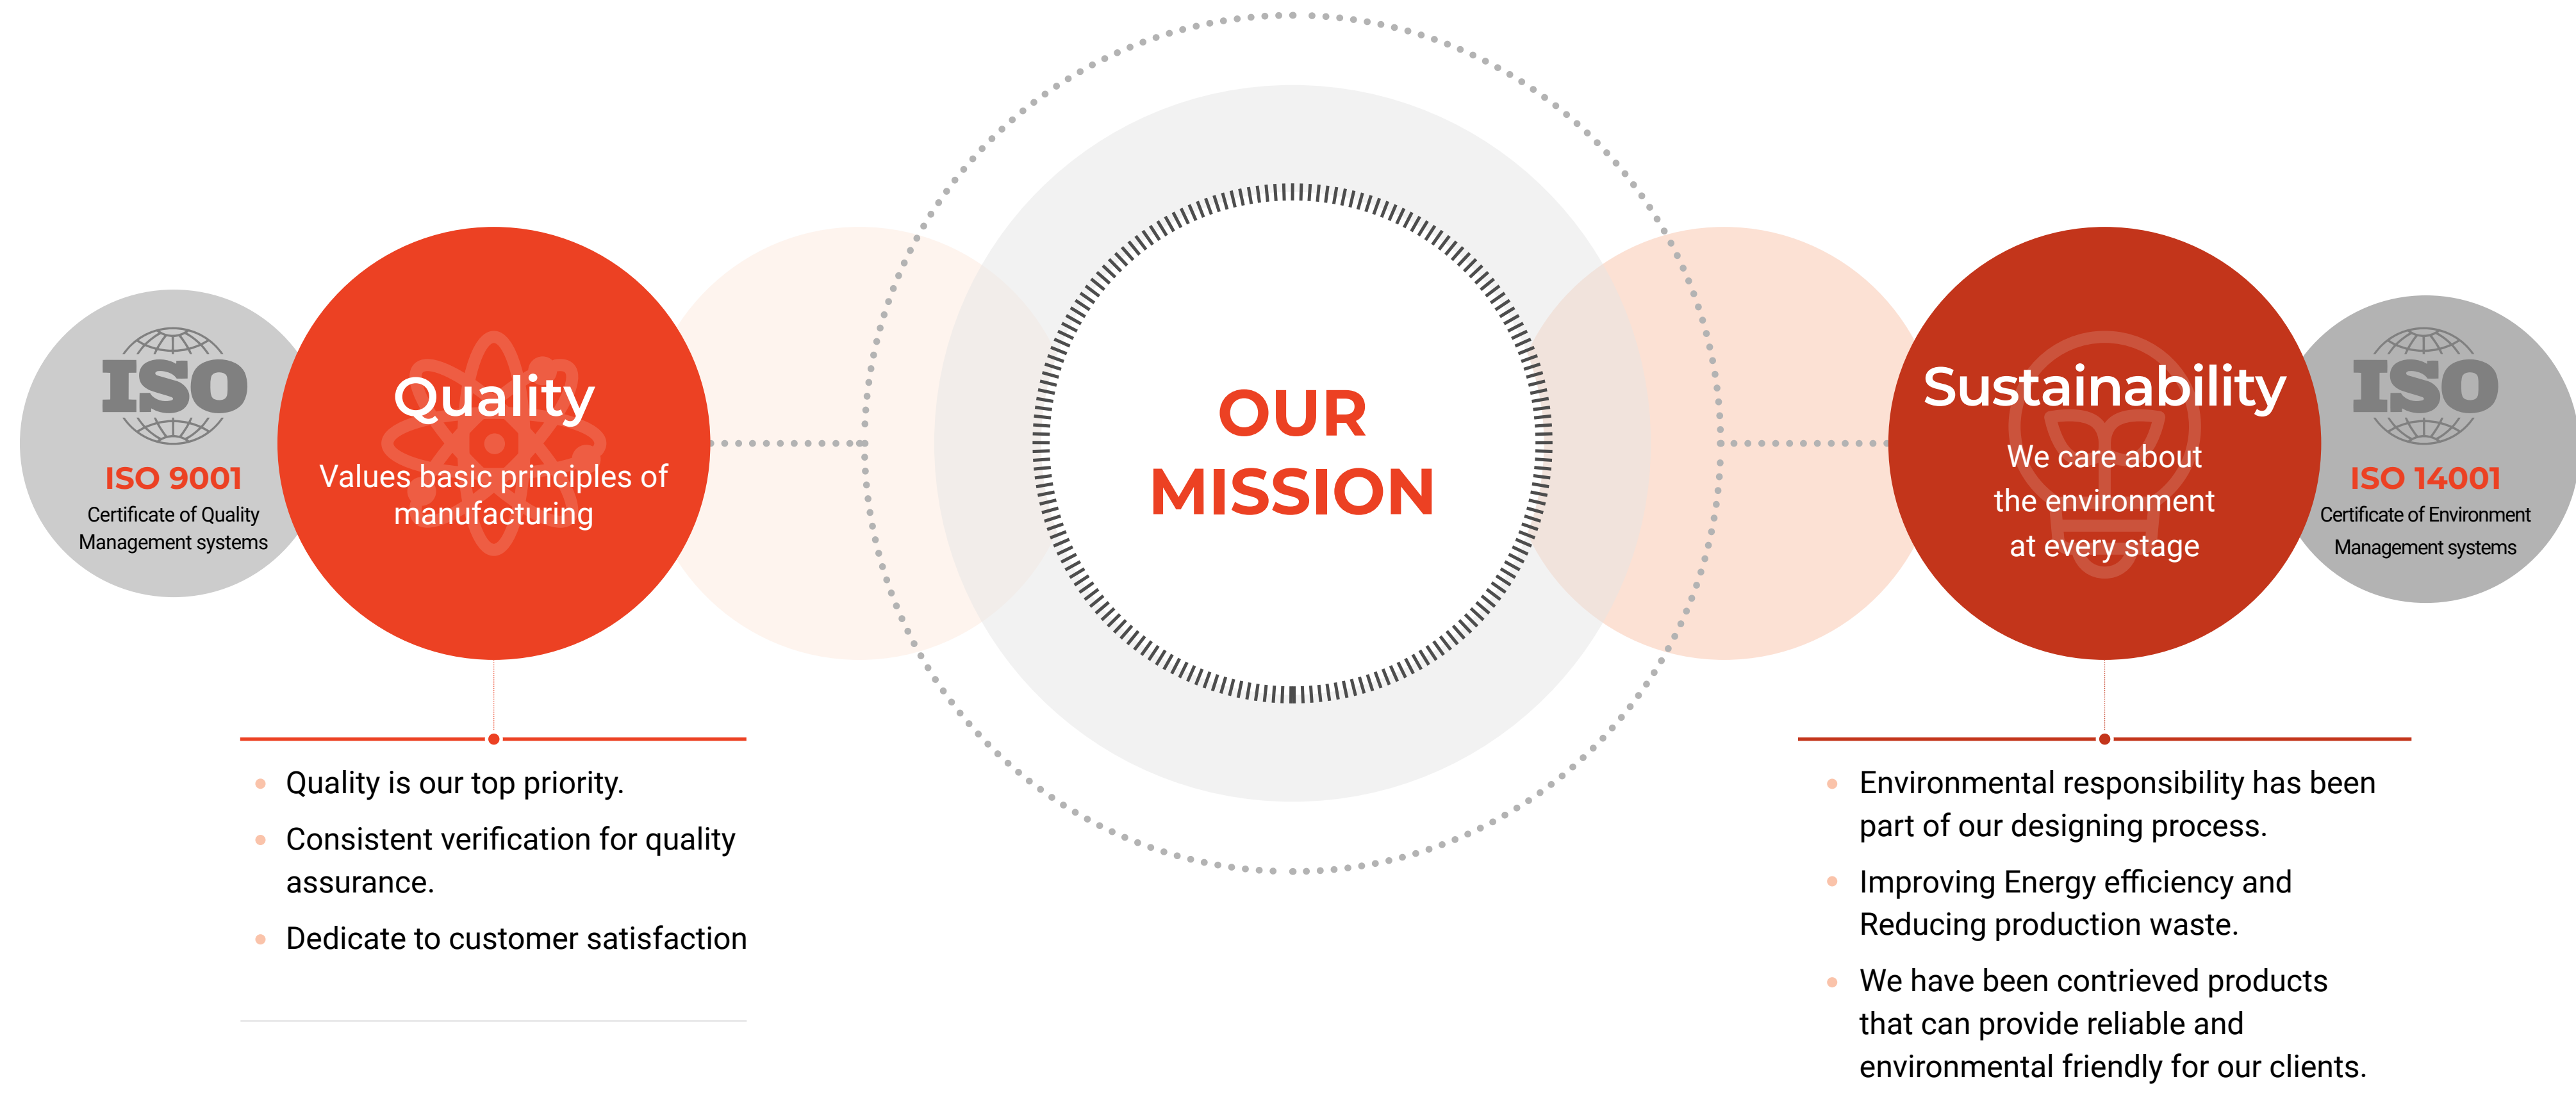 OUR
MISSION
ISO
ISO 9001
Certificate of Quality
Management systems
Quality
Values basic principles of
manufacturing
Quality is our top priority.
Consistent verification for quality
assurance.
Dedicate to customer satisfaction
Sustainability
We care about
the environment
at every stage
ISO
ISO 14001
Certificate of Environment
Management systems
Environmental responsibility has been
part of our designing process.
Improving Energy efficiency and
Reducing production waste.
We have been contrieved products
that can provide reliable and
environmental friendly for our clients.